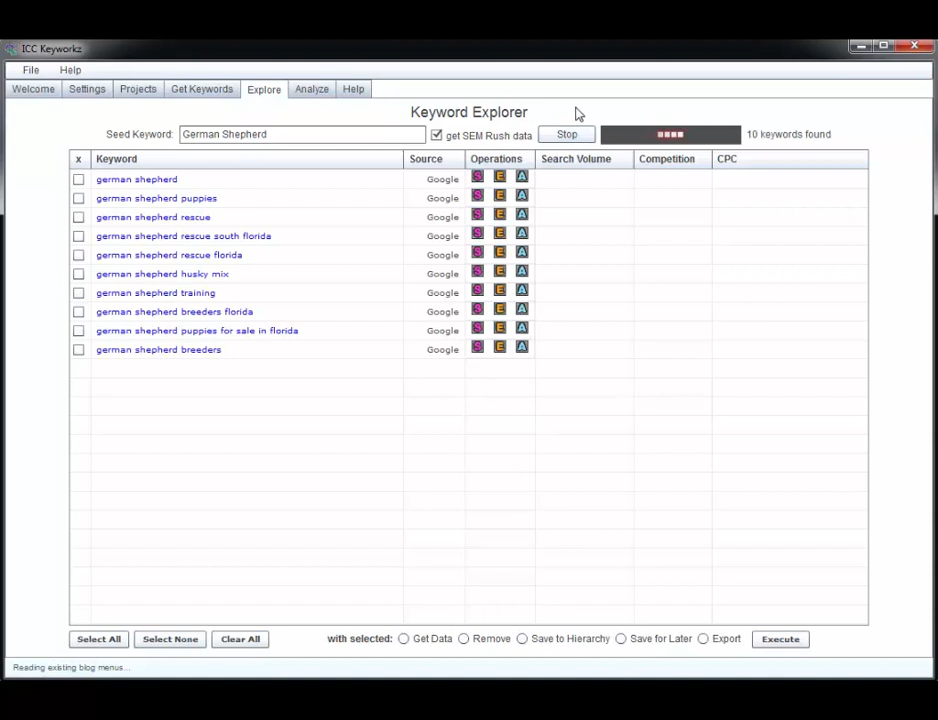 ICC Keyworkz
File Help
Welcome Settings Projects Get Keywords Explore Analyze Help
Keyword Explorer
Seed Keyword: German Shepherd get SEM Rush data Stop 10 keywords found
x Keyword Source Operations Search Volume Competition CPC
german shepherd Google S E A
german shepherd puppies Google S E A
german shepherd rescue Google S E A
german shepherd rescue south florida Google S E A
german shepherd rescue florida Google S E A
german shepherd husky mix Google S E A
german shepherd training Google S E A
german shepherd breeders florida Google S E A
german shepherd puppies for sale in florida Google S E A
german shepherd breeders Google S E A
Select All Select None Clear All with selected: Get Data Remove Save to Hierarchy Save for Later Export Execute
Reading existing blog menus...